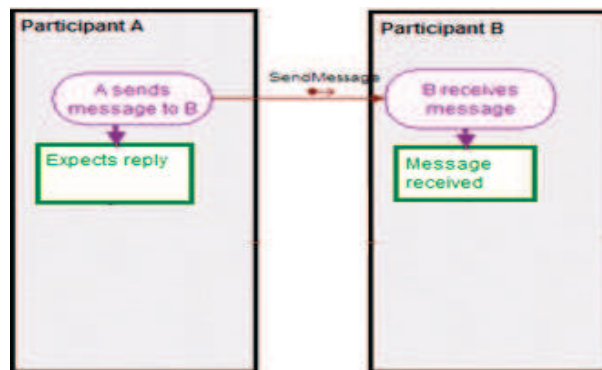 Participant A
A sends
message to B
Expects reply
SendMessage
Participant B
B receives
message
Message
received